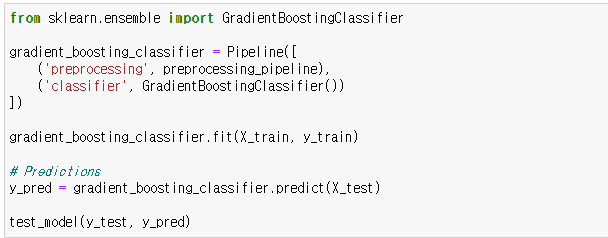 from sklearn.ensemble import GradientBoostingClassifier
gradient_boosting_classifier = Pipeline([
    ('preprocessing', preprocessing_pipeline),
    ('classifier', GradientBoostingClassifier())
])
gradient_boosting_classifier.fit(X_train, y_train)
# Predictions
y_pred = gradient_boosting_classifier.predict(X_test)
test_model(y_test, y_pred)